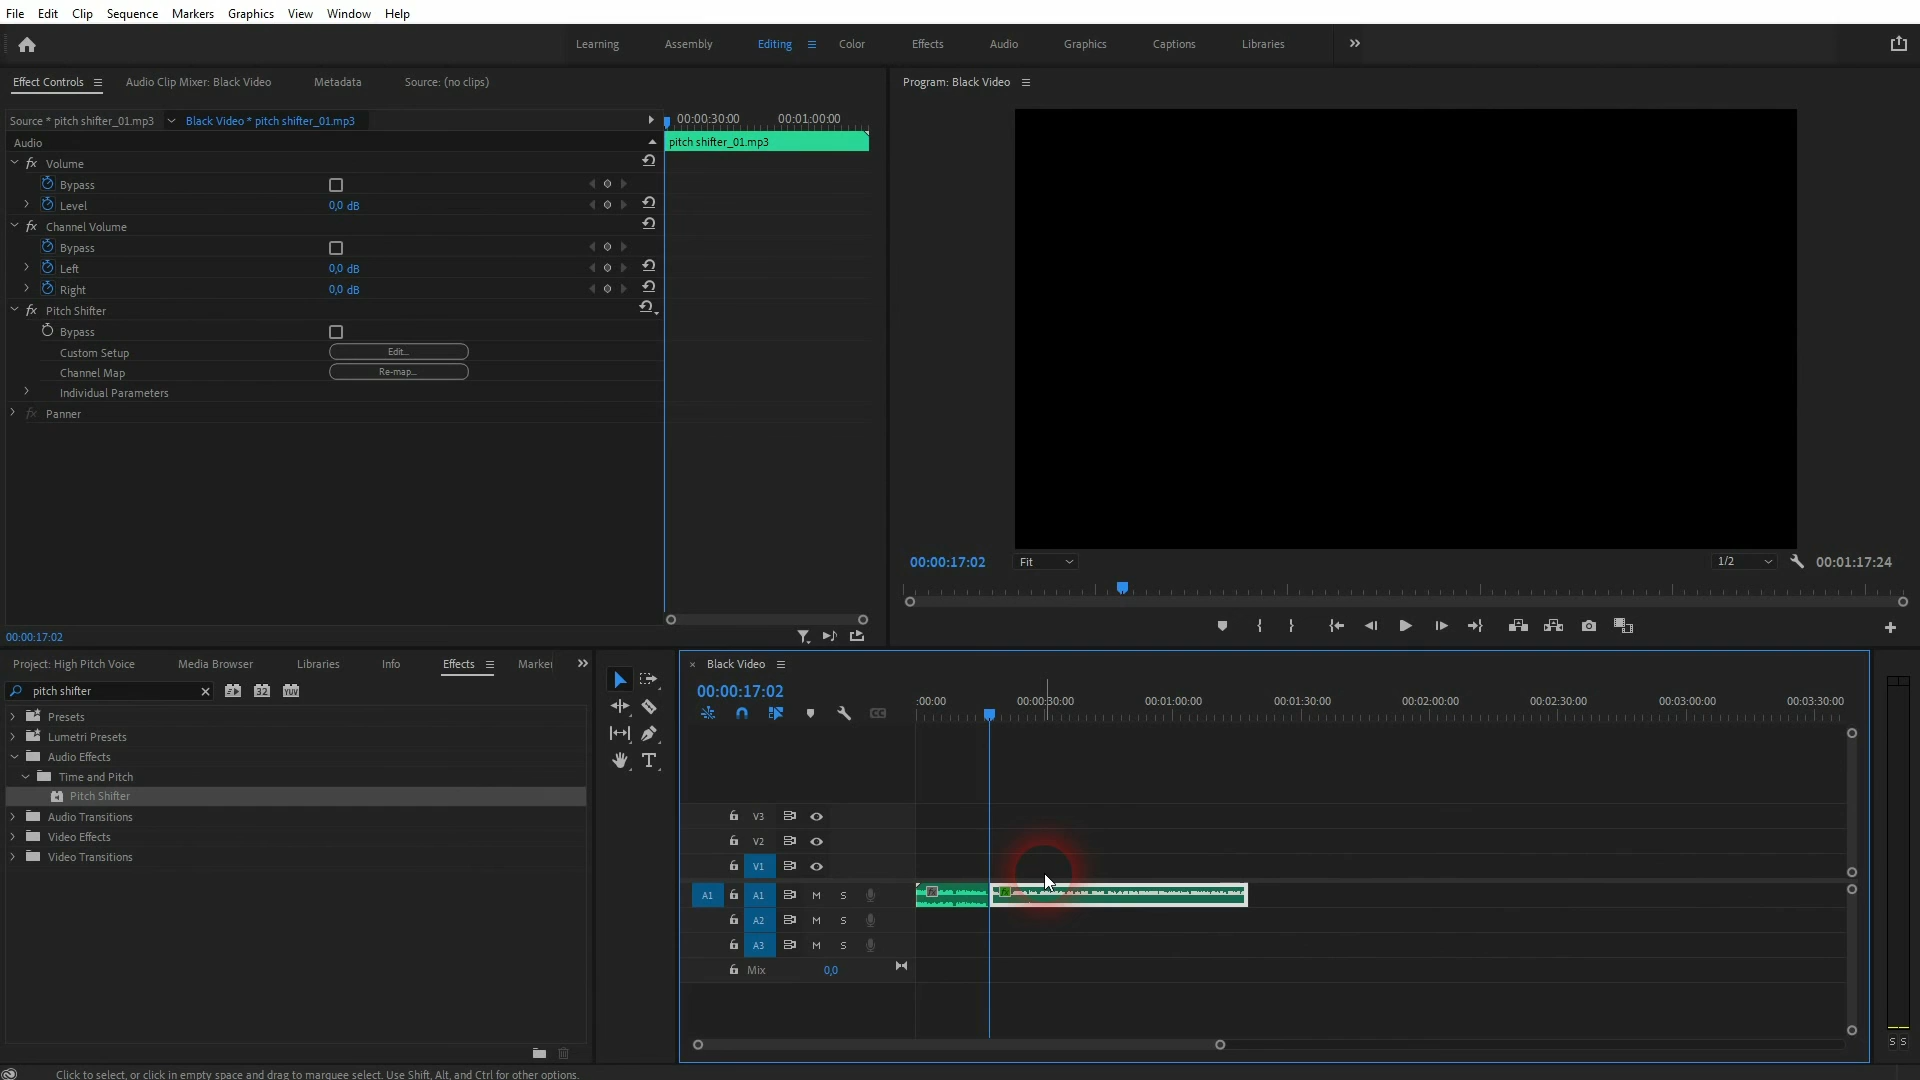 File Edit Clip Sequence Markers Graphics View Window Help
Learning Assembly Editing Color Effects Audio Graphics Captions Libraries
Effect Controls Audio Clip Mixer: Black Video Metadata Source: (no clips)
Program: Black Video
Source * pitch shifter_01.mp3 Black Video * pitch shifter_01.mp3
00:00:30:00 00:01:00:00
Audio
pitch shifter_01.mp3
fx Volume
Bypass
Level 0,0 dB
fx Channel Volume
Bypass
Left 0,0 dB
Right 0,0 dB
fx Pitch Shifter
Bypass
Custom Setup Edit...
Channel Map Re-map...
Individual Parameters
fx Panner
00:00:17:02 Fit 1/2 00:01:17:24
00:00:17:02
Project: High Pitch Voice Media Browser Libraries Info Effects Marker
pitch shifter 32 YUV
Presets
Lumetri Presets
Audio Effects
Time and Pitch
Pitch Shifter
Audio Transitions
Video Effects
Video Transitions
T
Black Video
00:00:17:02
:00:00 00:00:30:00 00:01:00:00 00:01:30:00 00:02:00:00 00:02:30:00 00:03:00:00 00:03:30:00
CC
V3
V2
V1
A1 A1 M S fx fx
A2 M S
A3 M S
Mix 0,0
S S
Click to select, or click in empty space and drag to marquee select. Use Shift, Alt, and Ctrl for other options.